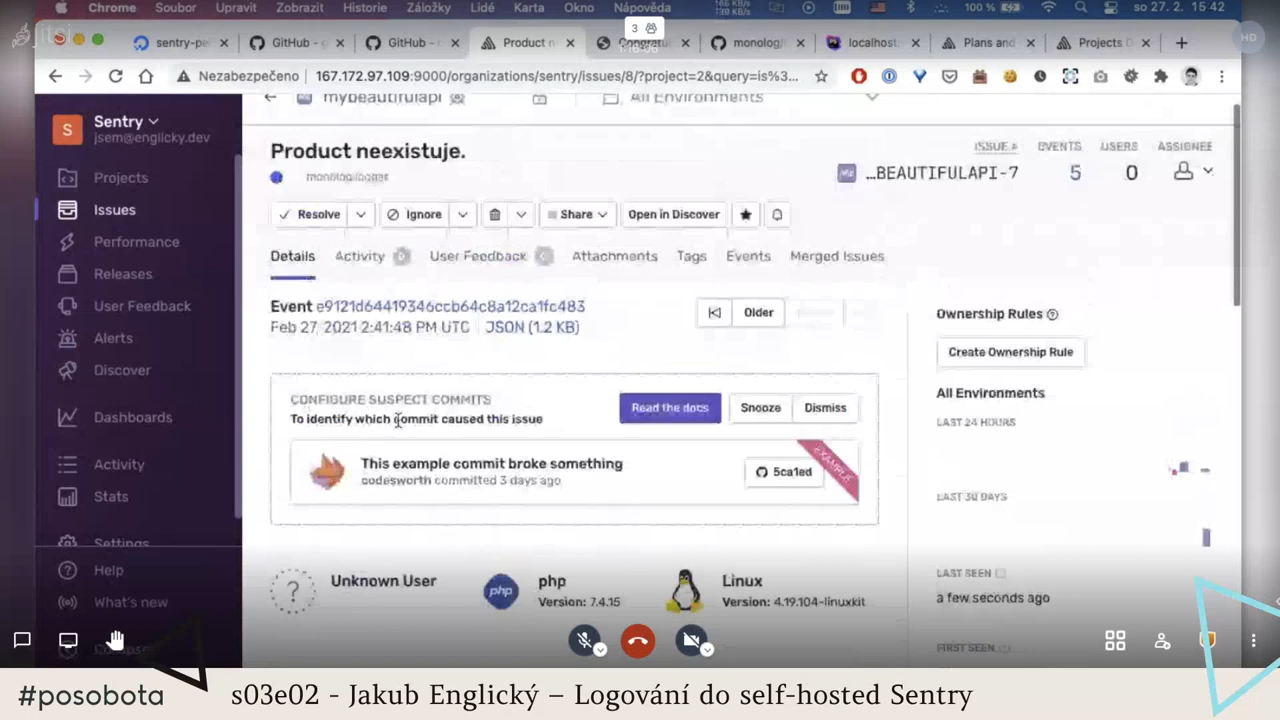 Chrome Soubor Upravit Zobrazit Historie Záložky Lidé Karta Okno Nápověda 100 % so 27. 2. 15:42
3
Jitsi
HD
sentry-pe GitHub - GitHub - Product n monolog/ localhost: Plans and Projects
Nezabezpečeno 167.172.97.109:9000/organizations/sentry/issues/8/?project=2&query=is%3...
mybeautifulapi All Environments
S Sentry
jsem@englicky.dev
Projects
Issues
Performance
Releases
User Feedback
Alerts
Discover
Dashboards
Activity
Stats
Settings
Help
What's new
Collapse
Product neexistuje.
monolog.logger
ISSUE # EVENTS USERS ASSIGNEE
...BEAUTIFULAPI-7 5 0
Resolve Ignore Share Open in Discover
Details Activity User Feedback Attachments Tags Events Merged Issues
Event e9121d64419346ccb64c8a12ca1fc483
Feb 27, 2021 2:41:48 PM UTC JSON (1.2 KB)
Older
CONFIGURE SUSPECT COMMITS
To identify which commit caused this issue
Read the docs Snooze Dismiss
This example commit broke something
codesworth committed 3 days ago
5ca1ed
EXAMPLE
? Unknown User
php php
Version: 7.4.15
Linux
Version: 4.19.104-linuxkit
Ownership Rules ?
Create Ownership Rule
All Environments
LAST 24 HOURS
LAST 30 DAYS
LAST SEEN
a few seconds ago
FIRST SEEN
#posobota s03e02 - Jakub Englický – Logování do self-hosted Sentry